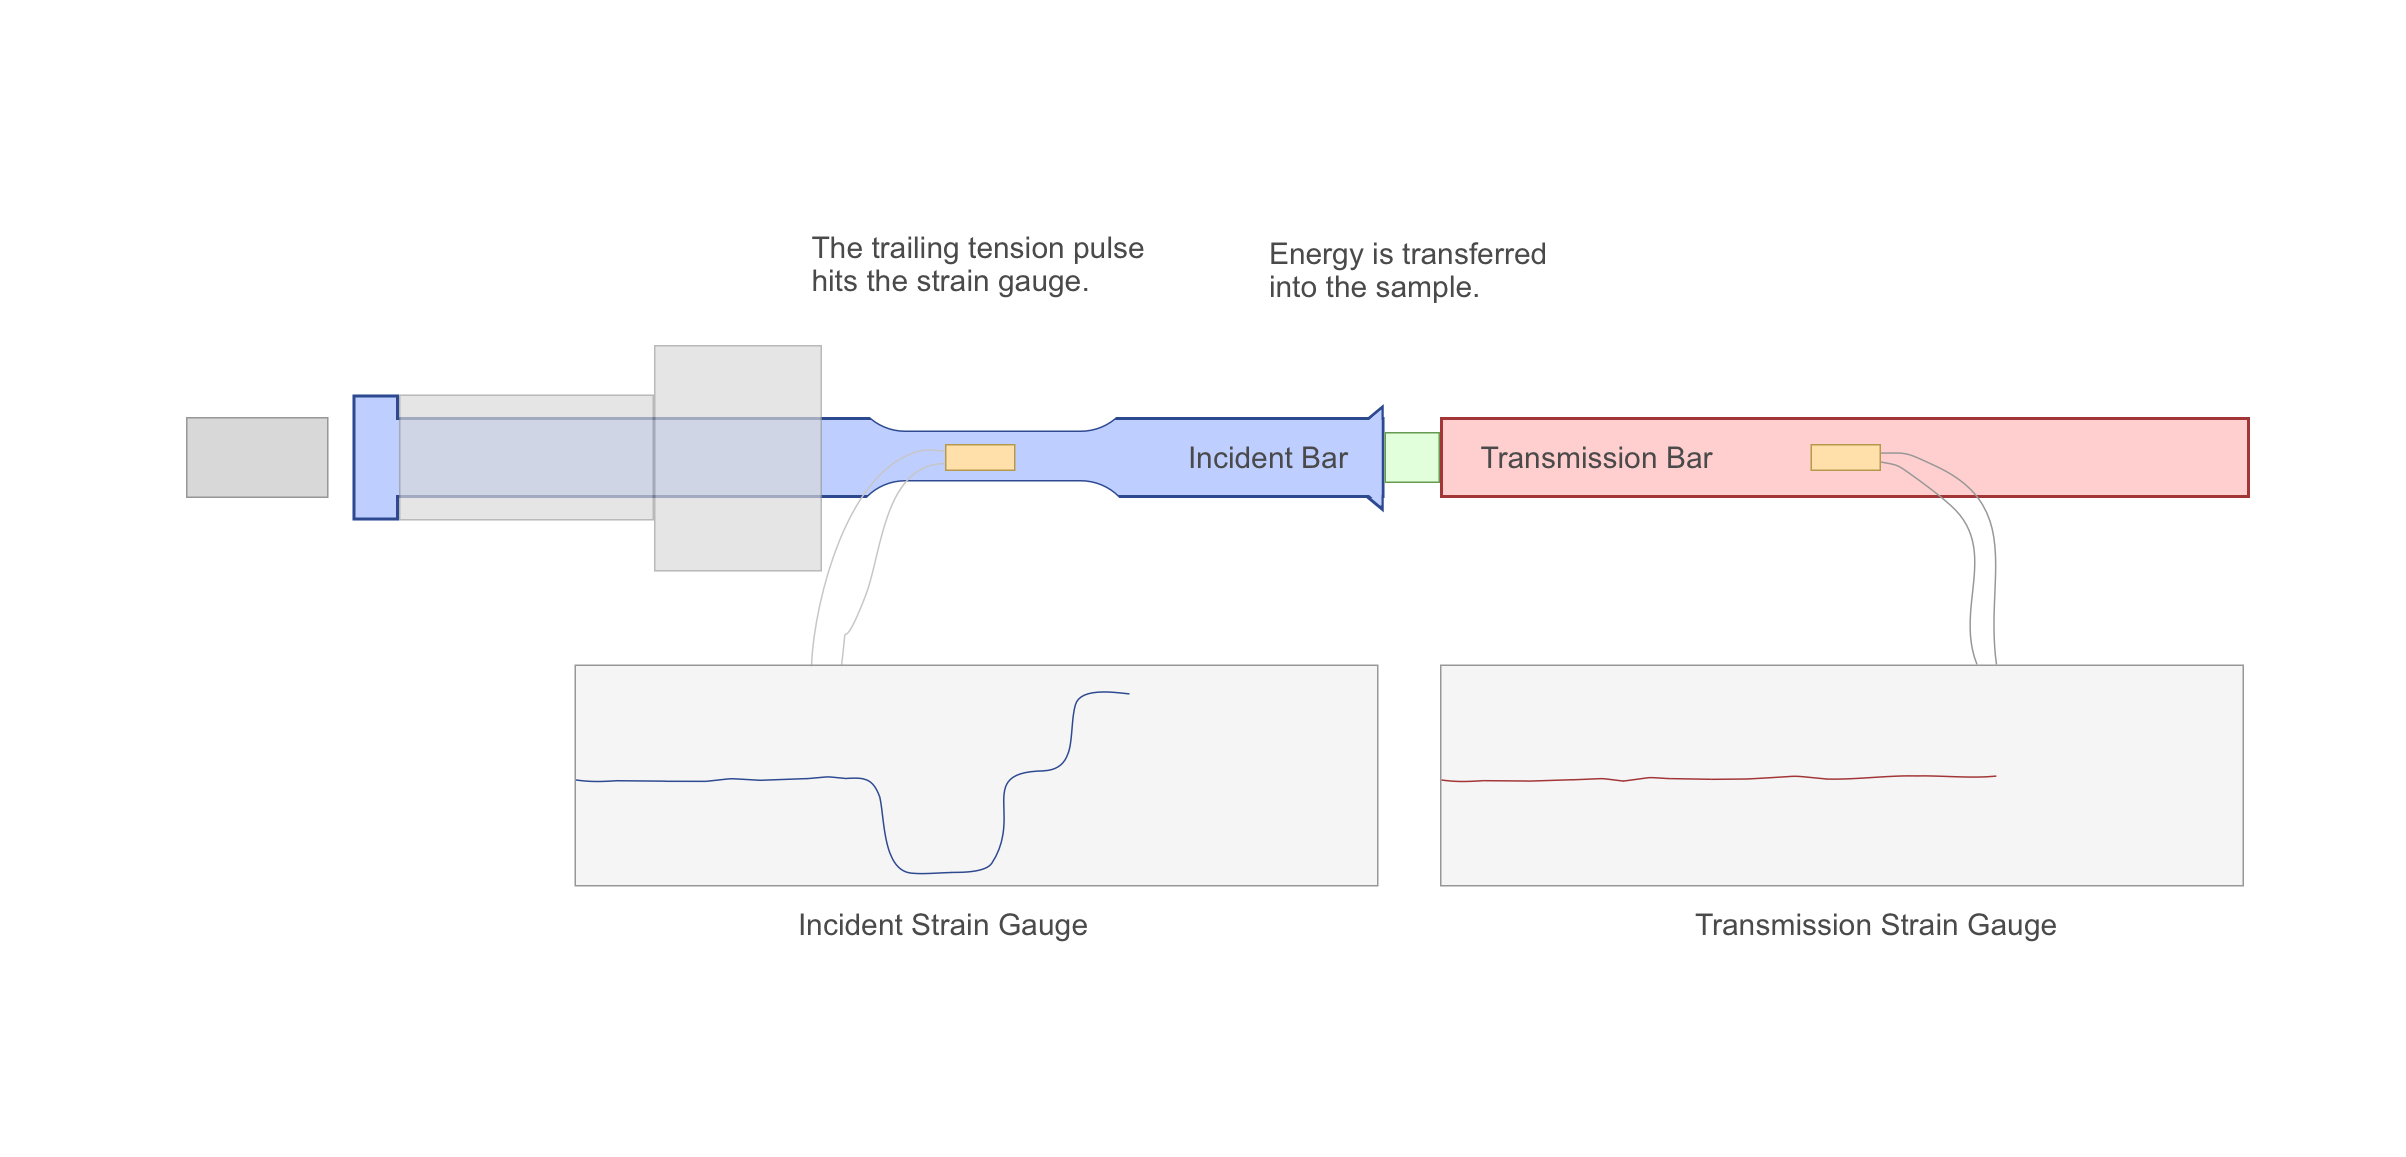 The trailing tension pulse
hits the strain gauge.
Energy is transferred
into the sample.
Incident Bar
Transmission Bar
Incident Strain Gauge
Transmission Strain Gauge